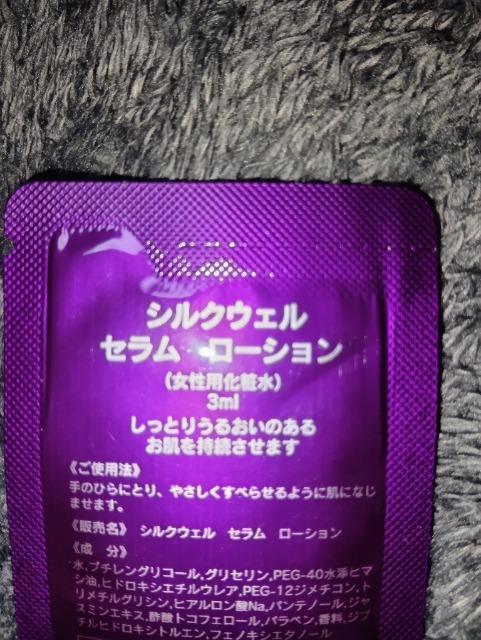 シルクウェル
セラム ローション
(女性用化粧水)
3ml
しっとりうるおいのある
お肌を持続させます
《ご使用法》
手のひらにとり、やさしくすべらせるように肌になじ
ませます。
《販売名》 シルクウェル セラム ローション
《成 分》
水,ブチレングリコール,グリセリン,PEG-40水添ヒマ
シ油,ヒドロキシエチルウレア,PEG-12ジメチコン,ト
リメチルグリシン,ヒアルロン酸Na,パンテノール,ジャ
スミンエキス,酢酸トコフェロール,パラベン,香料,ジブ
チルヒドロキシトルエン,フェノキシエタノール